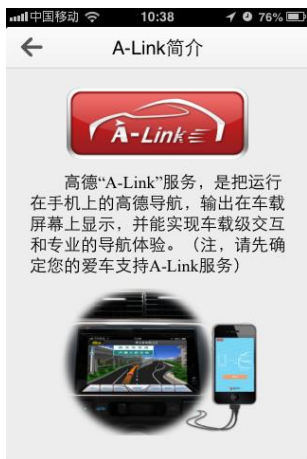 中国移动 10:38 76%
A-Link简介
A-Link
高德“A-Link”服务，是把运行
在手机上的高德导航，输出在车载
屏幕上显示，并能实现车载级交互
和专业的导航体验。（注，请先确
定您的爱车支持A-Link服务）